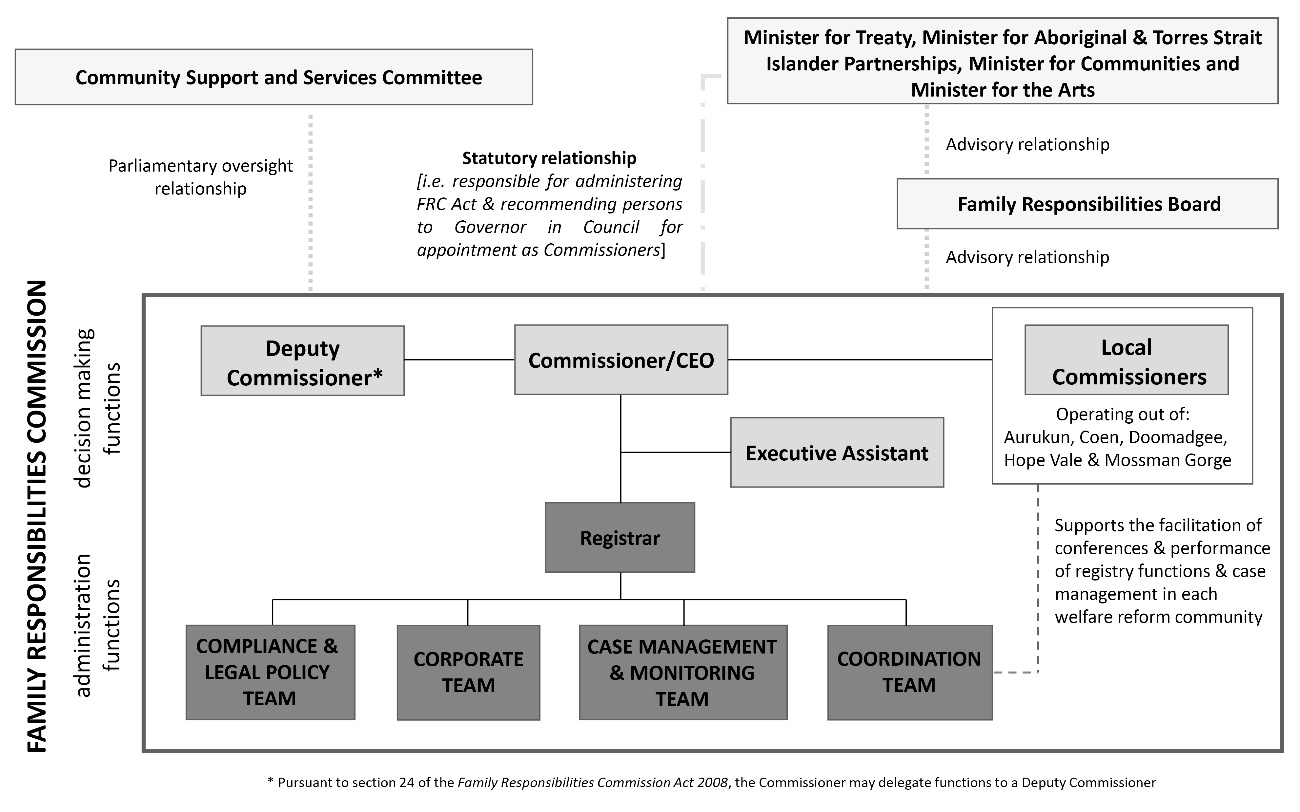 Community Support and Services Committee
Minister for Treaty, Minister for Aboriginal & Torres Strait
Islander Partnerships, Minister for Communities and
Minister for the Arts
Parliamentary oversight
relationship
Statutory relationship
[i.e. responsible for administering
FRC Act & recommending persons
to Governor in Council for
appointment as Commissioners]
Advisory relationship
Family Responsibilities Board
Advisory relationship
FAMILY RESPONSIBILITIES COMMISSION
decision making
functions
Deputy
Commissioner*
Commissioner/CEO
Local
Commissioners
Operating out of:
Aurukun, Coen, Doomadgee,
Hope Vale & Mossman Gorge
Executive Assistant
Registrar
Supports the facilitation of
conferences & performance
of registry functions & case
management in each
welfare reform community
administration
functions
COMPLIANCE &
LEGAL POLICY
TEAM
CORPORATE
TEAM
CASE MANAGEMENT
& MONITORING
TEAM
COORDINATION
TEAM
* Pursuant to section 24 of the Family Responsibilities Commission Act 2008, the Commissioner may delegate functions to a Deputy Commissioner